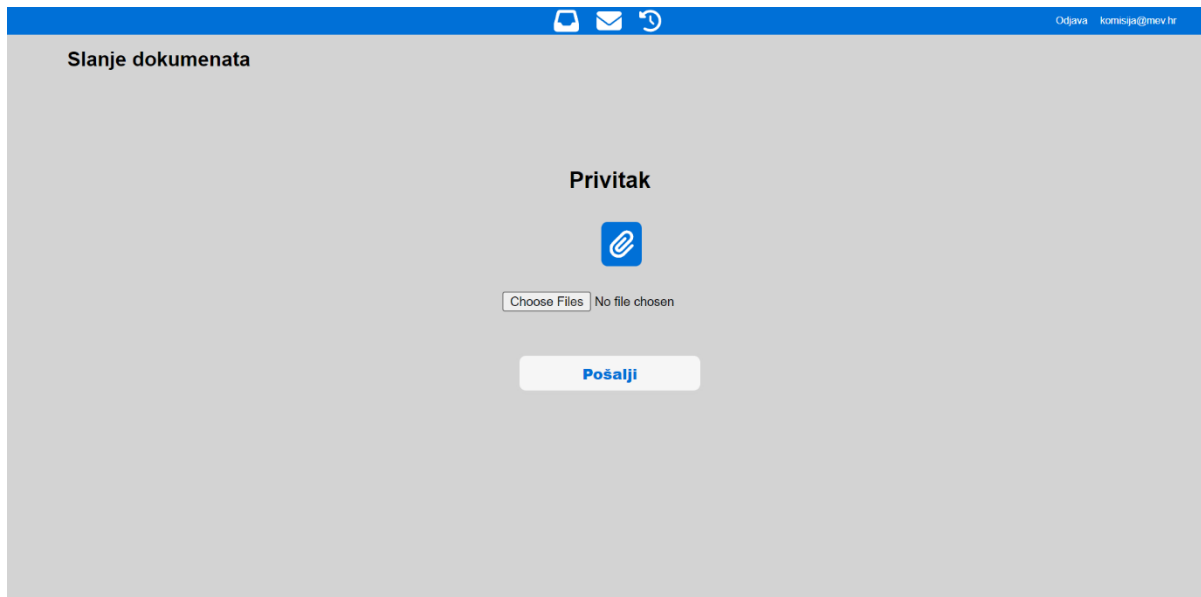 Odjava komisija@mev.hr
Slanje dokumenata
Privitak
Choose Files No file chosen
Pošalji